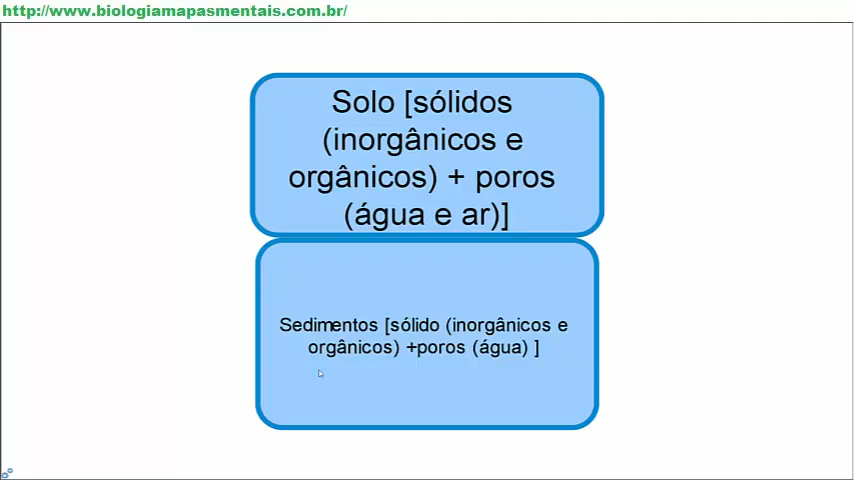 http://www.biologiamapasmentais.com.br/
Solo [sólidos
(inorgânicos e
orgânicos) + poros
(água e ar)]
Sedimentos [sólido (inorgânicos e
orgânicos) +poros (água) ]